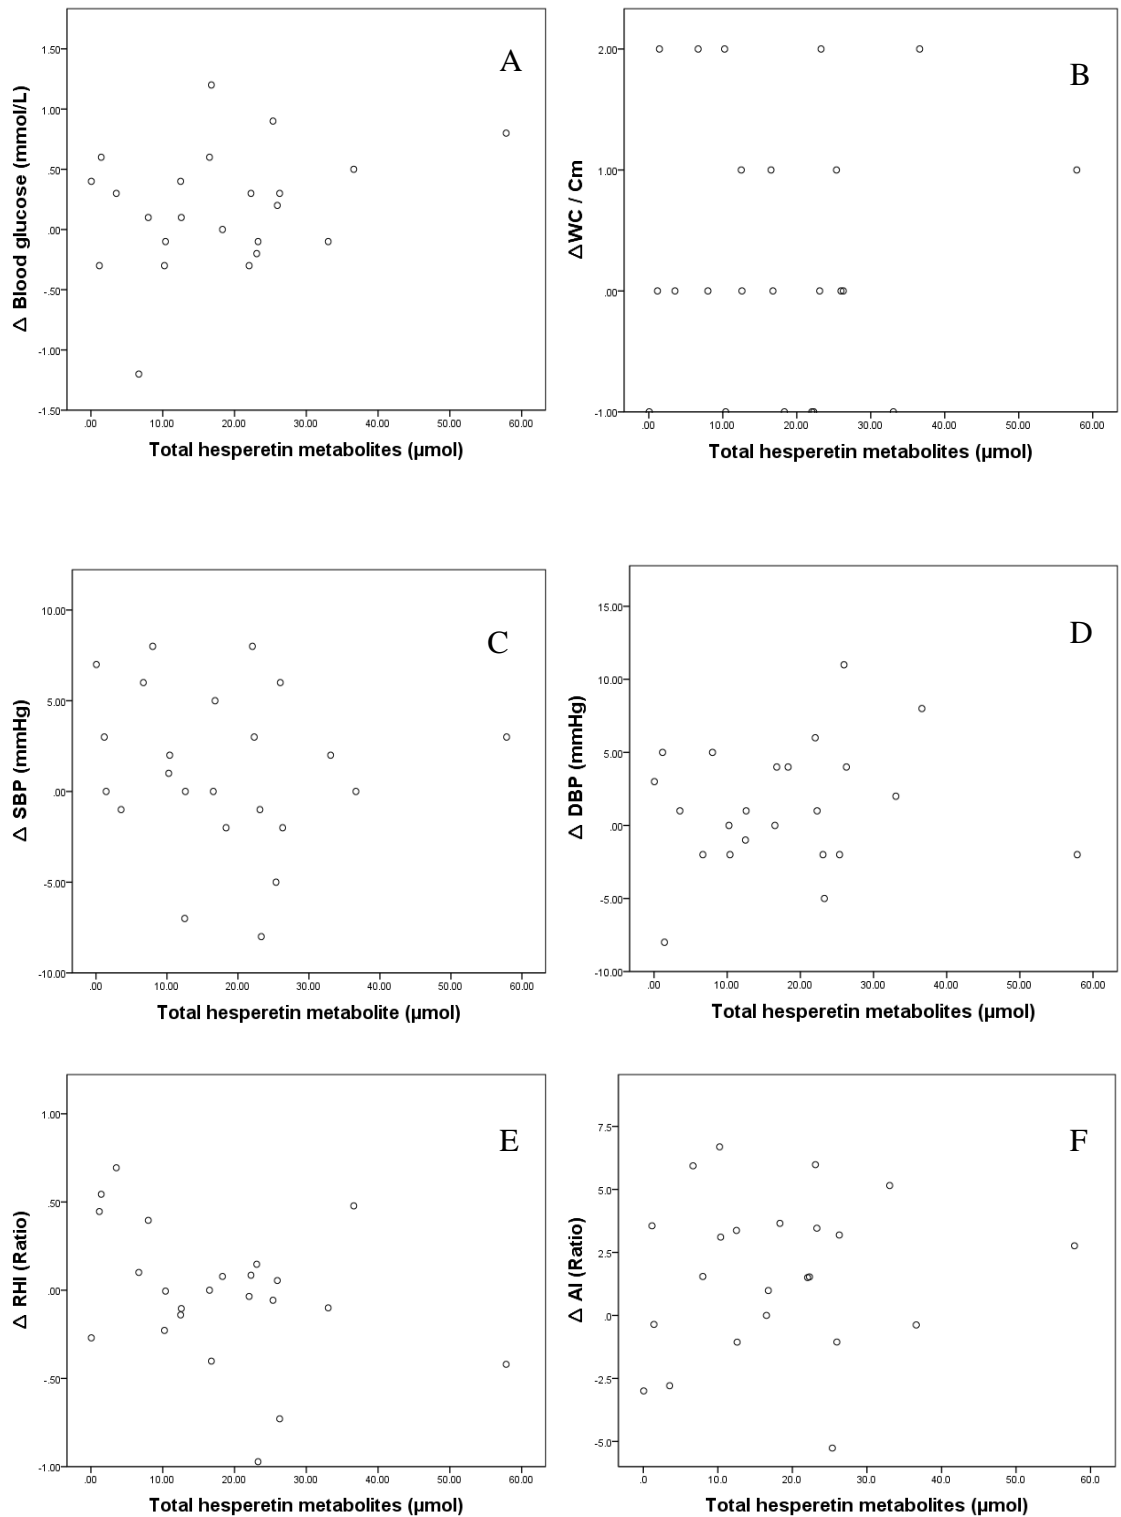 A
1.50
1.00
.50
.00
-.50
-1.00
-1.50
Δ Blood glucose (mmol/L)
.00 10.00 20.00 30.00 40.00 50.00 60.00
Total hesperetin metabolites (µmol)
B
2.00
1.00
.00
-1.00
ΔWC / Cm
.00 10.00 20.00 30.00 40.00 50.00 60.00
Total hesperetin metabolites (µmol)
C
10.00
5.00
.00
-5.00
-10.00
Δ SBP (mmHg)
.00 10.00 20.00 30.00 40.00 50.00 60.00
Total hesperetin metabolite (µmol)
D
15.00
10.00
5.00
.00
-5.00
-10.00
Δ DBP (mmHg)
.00 10.00 20.00 30.00 40.00 50.00 60.00
Total hesperetin metabolites (µmol)
E
1.00
.50
.00
-.50
-1.00
Δ RHI (Ratio)
.00 10.00 20.00 30.00 40.00 50.00 60.00
Total hesperetin metabolites (µmol)
F
7.5
5.0
2.5
.0
-2.5
-5.0
Δ AI (Ratio)
.0 10.0 20.0 30.0 40.0 50.0 60.0
Total hesperetin metabolites (µmol)